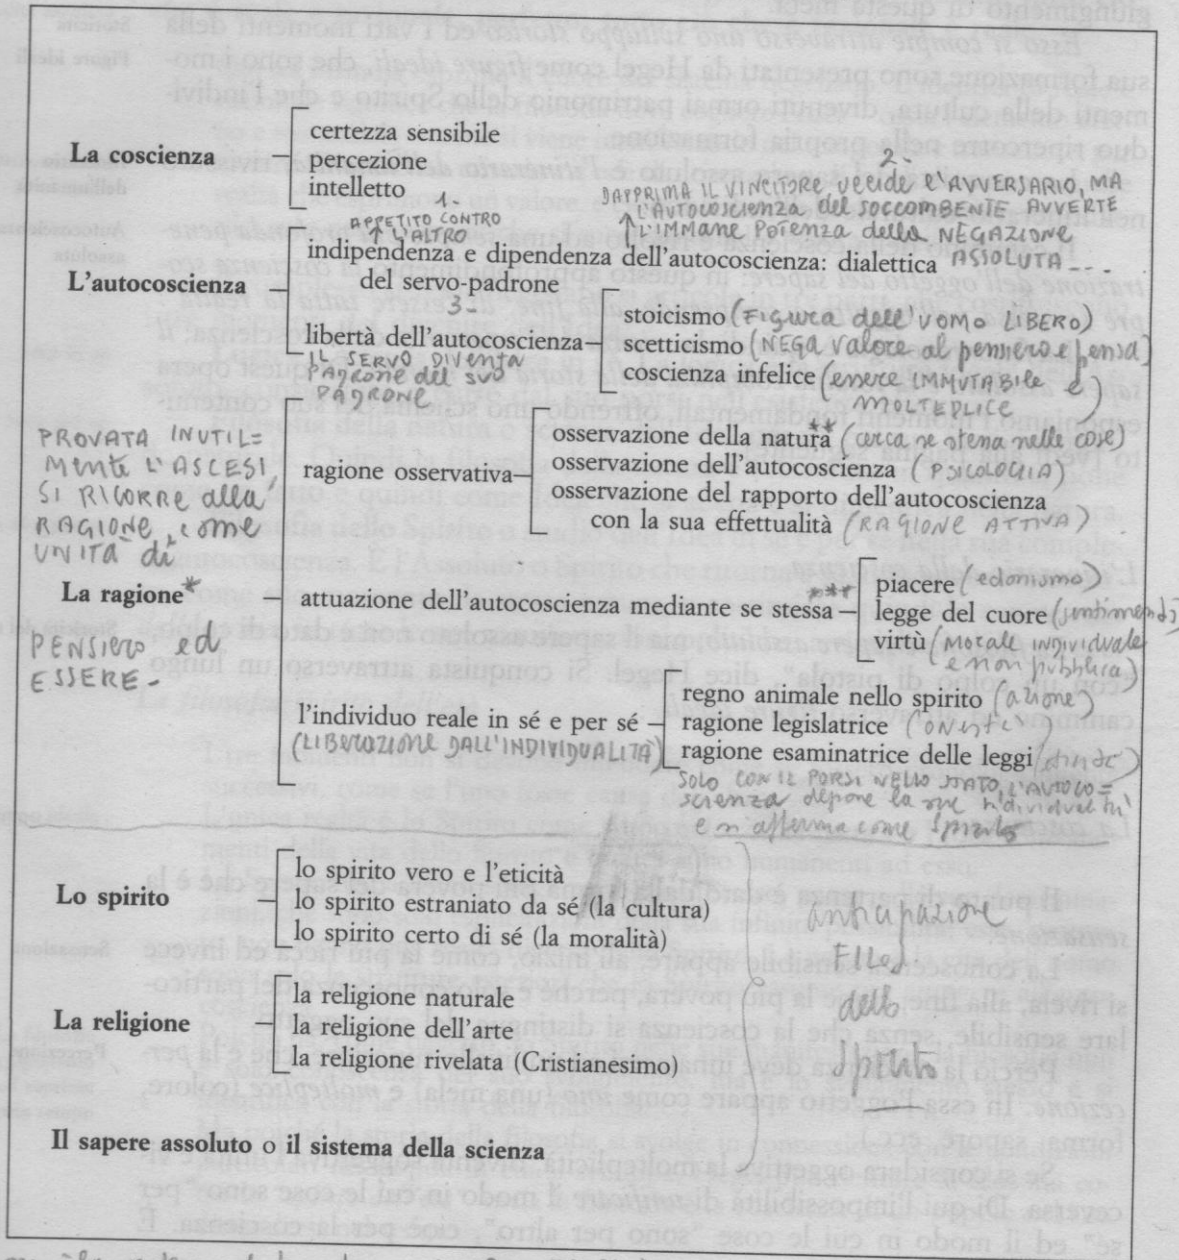 La coscienza
certezza sensibile
percezione
intelletto
1.
APPETITO CONTRO
L'ALTRO
2.
DAPPRIMA IL VINCITORE uccide l'AVVERSARIO, MA
L'AUTOCOSCIENZA del SOCCOMBENTE AVVERTE
L'IMMANE POTENZA della NEGAZIONE
ASSOLUTA
L'autocoscienza
indipendenza e dipendenza dell'autocoscienza: dialettica
del servo-padrone
3-
libertà dell'autocoscienza
IL SERVO DIVENTA
PADRONE del SUO
PADRONE
stoicismo (FIGURA dell'UOMO LIBERO)
scetticismo (NEGA valore al pensiero e pensa)
coscienza infelice (essere IMMUTABILE e
MOLTEPLICE)
PROVATA INUTIL=
MENTE L'ASCESI,
SI RICORRE alla
RAGIONE, come
UNITÀ di
La ragione*
PENSIERO ed
ESSERE-
ragione osservativa
osservazione della natura** (cerca se stessa nelle cose)
osservazione dell'autocoscienza (PSICOLOGIA)
osservazione del rapporto dell'autocoscienza
con la sua effettualità (RAGIONE ATTIVA)
attuazione dell'autocoscienza mediante se stessa***
piacere (edonismo)
legge del cuore (sentimento)
virtù (morale INDIVIDUALE
e non pubblica)
l'individuo reale in sé e per sé
(LIBERAZIONE DALL'INDIVIDUALITÀ)
regno animale nello spirito (azione)
ragione legislatrice
ragione esaminatrice delle leggi
SOLO CON IL PORSI NELLO STATO, L'AUTOCO=
scienza depone la sua individualità
e si afferma come Spirito
Lo spirito
lo spirito vero e l'eticità
lo spirito estraniato da sé (la cultura)
lo spirito certo di sé (la moralità)
La religione
la religione naturale
la religione dell'arte
la religione rivelata (Cristianesimo)
anticipazione
Filos.
dello
Spirito
Il sapere assoluto o il sistema della scienza